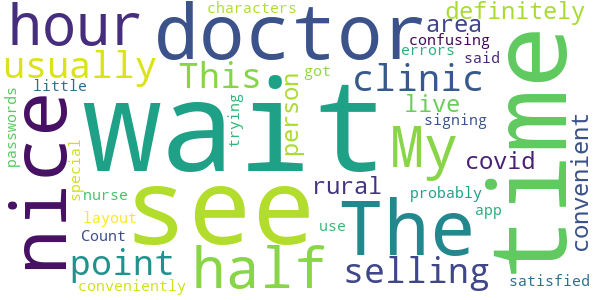 characters
definitely
hour
doctor
area
confusing
usually
errors
said
This
got
clinic
little
nice
wait
person
trying
live
time
passwords
My
signing
convenient
special
see
covid
rural
nurse
probably
The
use
app
layout
Count
point
half
selling
satisfied
conveniently